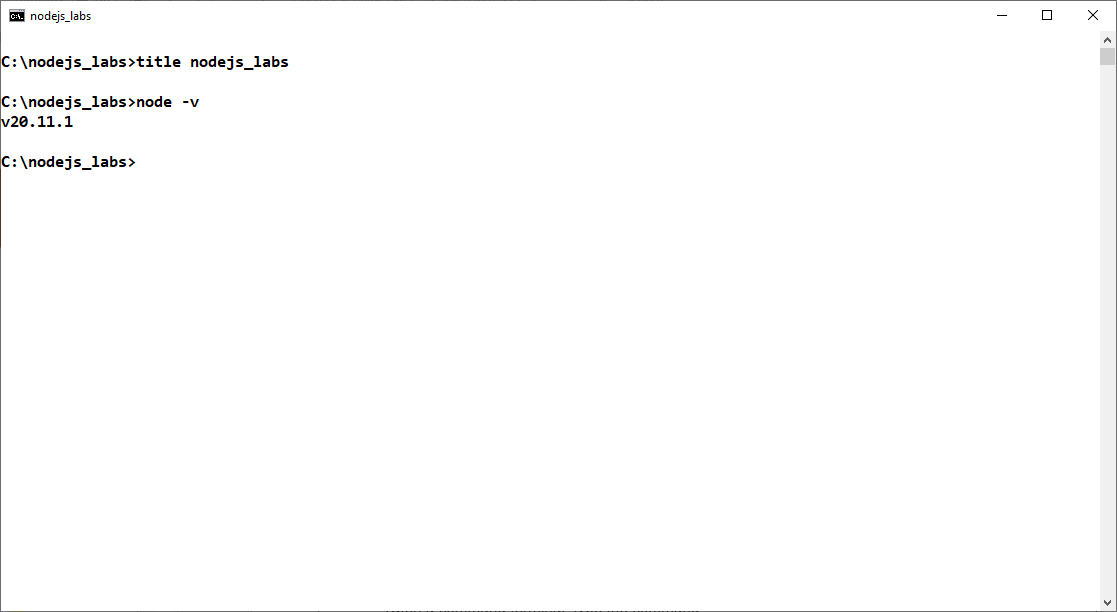 nodejs_labs
C:\nodejs_labs>title nodejs_labs
C:\nodejs_labs>node -v
v20.11.1
C:\nodejs_labs>